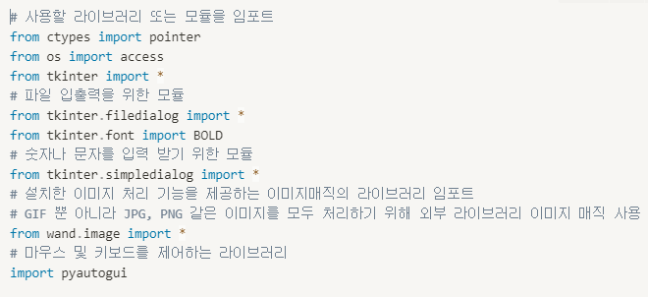 # 사용할 라이브러리 또는 모듈을 임포트
from ctypes import pointer
from os import access
from tkinter import *
# 파일 입출력을 위한 모듈
from tkinter.filedialog import *
from tkinter.font import BOLD
# 숫자나 문자를 입력 받기 위한 모듈
from tkinter.simpledialog import *
# 설치한 이미지 처리 기능을 제공하는 이미지매직의 라이브러리 임포트
# GIF 뿐 아니라 JPG, PNG 같은 이미지를 모두 처리하기 위해 외부 라이브러리 이미지 매직 사용
from wand.image import *
# 마우스 및 키보드를 제어하는 라이브러리
import pyautogui